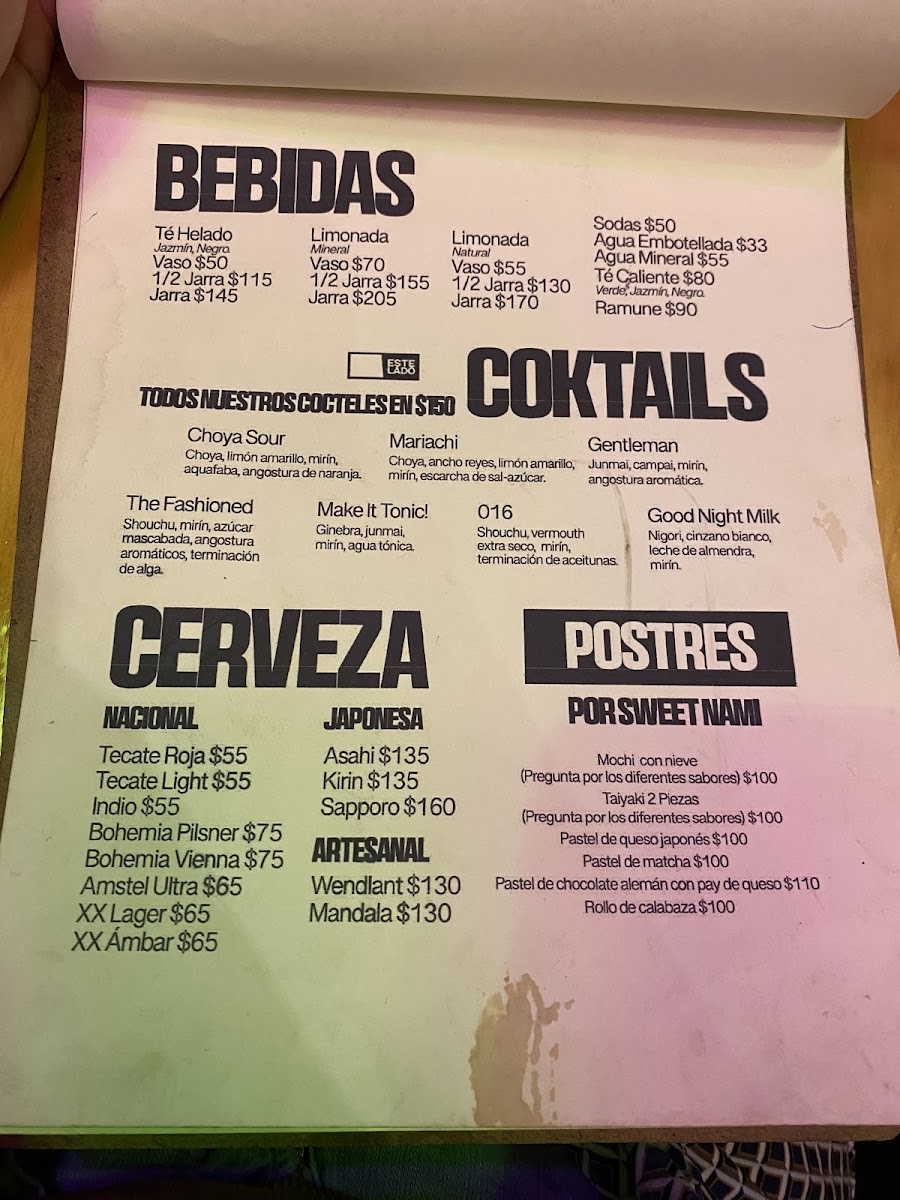 BEBIDAS
Té Helado
Jazmín, Negro.
Vaso $50
1/2 Jarra $115
Jarra $145
Limonada
Mineral
Vaso $70
1/2 Jarra $155
Jarra $205
Limonada
Natural
Vaso $55
1/2 Jarra $130
Jarra $170
Sodas $50
Agua Embotellada $33
Agua Mineral $55
Té Caliente $80
Verde, Jazmín, Negro.
Ramune $90
ESTE
LADO
TODOS NUESTROS COCTELES EN $150
COKTAILS
Choya Sour
Choya, limón amarillo, mirín,
aquafaba, angostura de naranja.
Mariachi
Choya, ancho reyes, limón amarillo,
mirín, escarcha de sal-azúcar.
Gentleman
Junmai, campai, mirín,
angostura aromática.
The Fashioned
Shouchu, mirín, azúcar
mascabada, angostura
aromáticos, terminación
de alga.
Make It Tonic!
Ginebra, junmai,
mirín, agua tónica.
016
Shouchu, vermouth
extra seco, mirín,
terminación de aceitunas.
Good Night Milk
Nigori, cinzano bianco,
leche de almendra,
mirín.
CERVEZA
NACIONAL
Tecate Roja $55
Tecate Light $55
Indio $55
Bohemia Pilsner $75
Bohemia Vienna $75
Amstel Ultra $65
XX Lager $65
XX Ámbar $65
JAPONESA
Asahi $135
Kirin $135
Sapporo $160
ARTESANAL
Wendlant $130
Mandala $130
POSTRES
POR SWEET NAMI
Mochi con nieve
(Pregunta por los diferentes sabores) $100
Taiyaki 2 Piezas
(Pregunta por los diferentes sabores) $100
Pastel de queso japonés $100
Pastel de matcha $100
Pastel de chocolate alemán con pay de queso $110
Rollo de calabaza $100